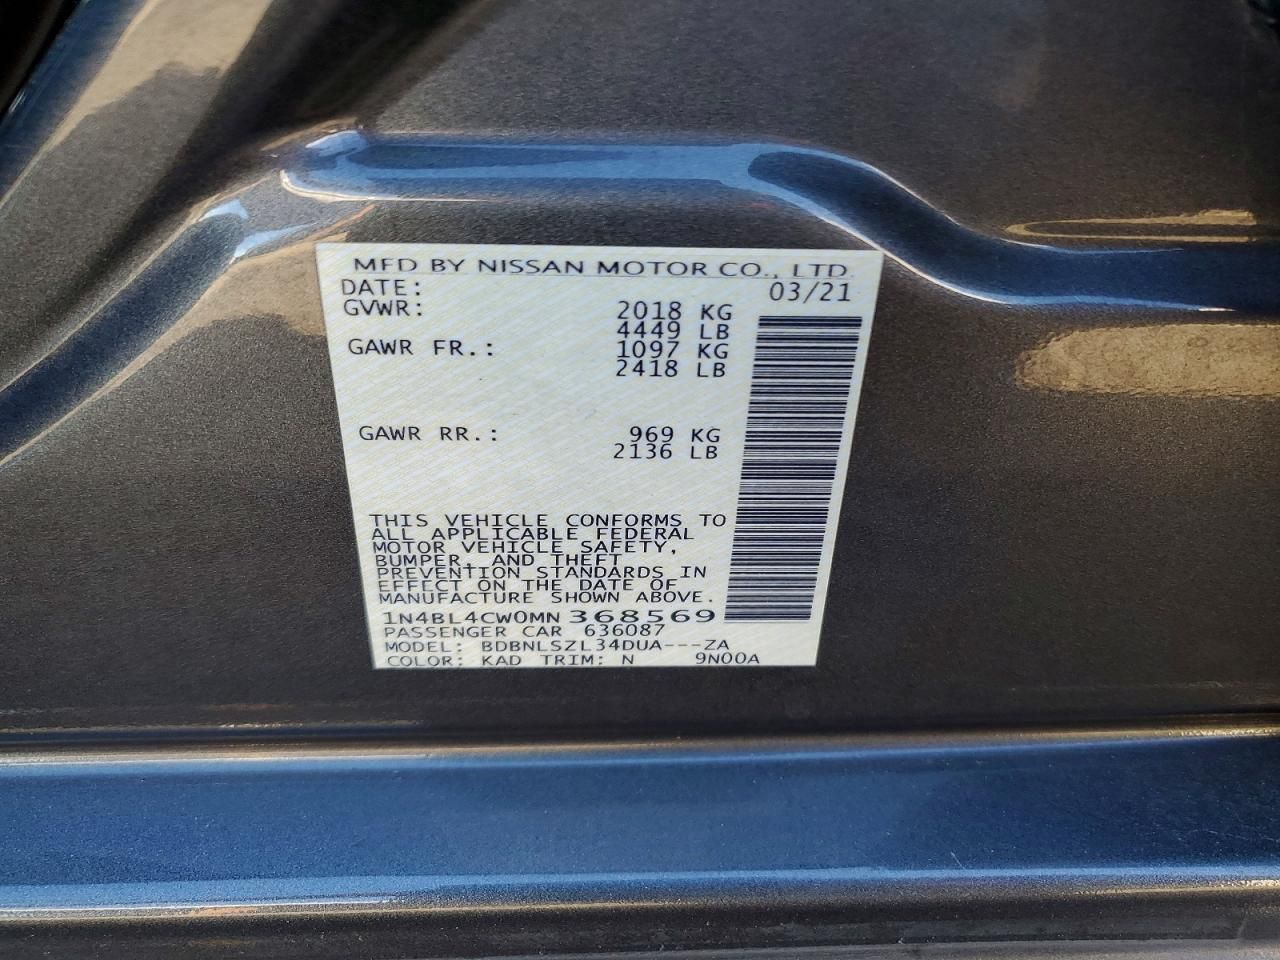 MFD BY NISSAN MOTOR CO., LTD.
DATE: 03/21
GVWR: 2018 KG
4449 LB
GAWR FR.: 1097 KG
2418 LB
GAWR RR.: 969 KG
2136 LB
THIS VEHICLE CONFORMS TO
ALL APPLICABLE FEDERAL
MOTOR VEHICLE SAFETY,
BUMPER, AND THEFT
PREVENTION STANDARDS IN
EFFECT ON THE DATE OF
MANUFACTURE SHOWN ABOVE.
1N4BL4CW0MN368569
PASSENGER CAR 636087
MODEL: BDBNLSZL34DUA---ZA
COLOR: KAD TRIM: N 9N00A